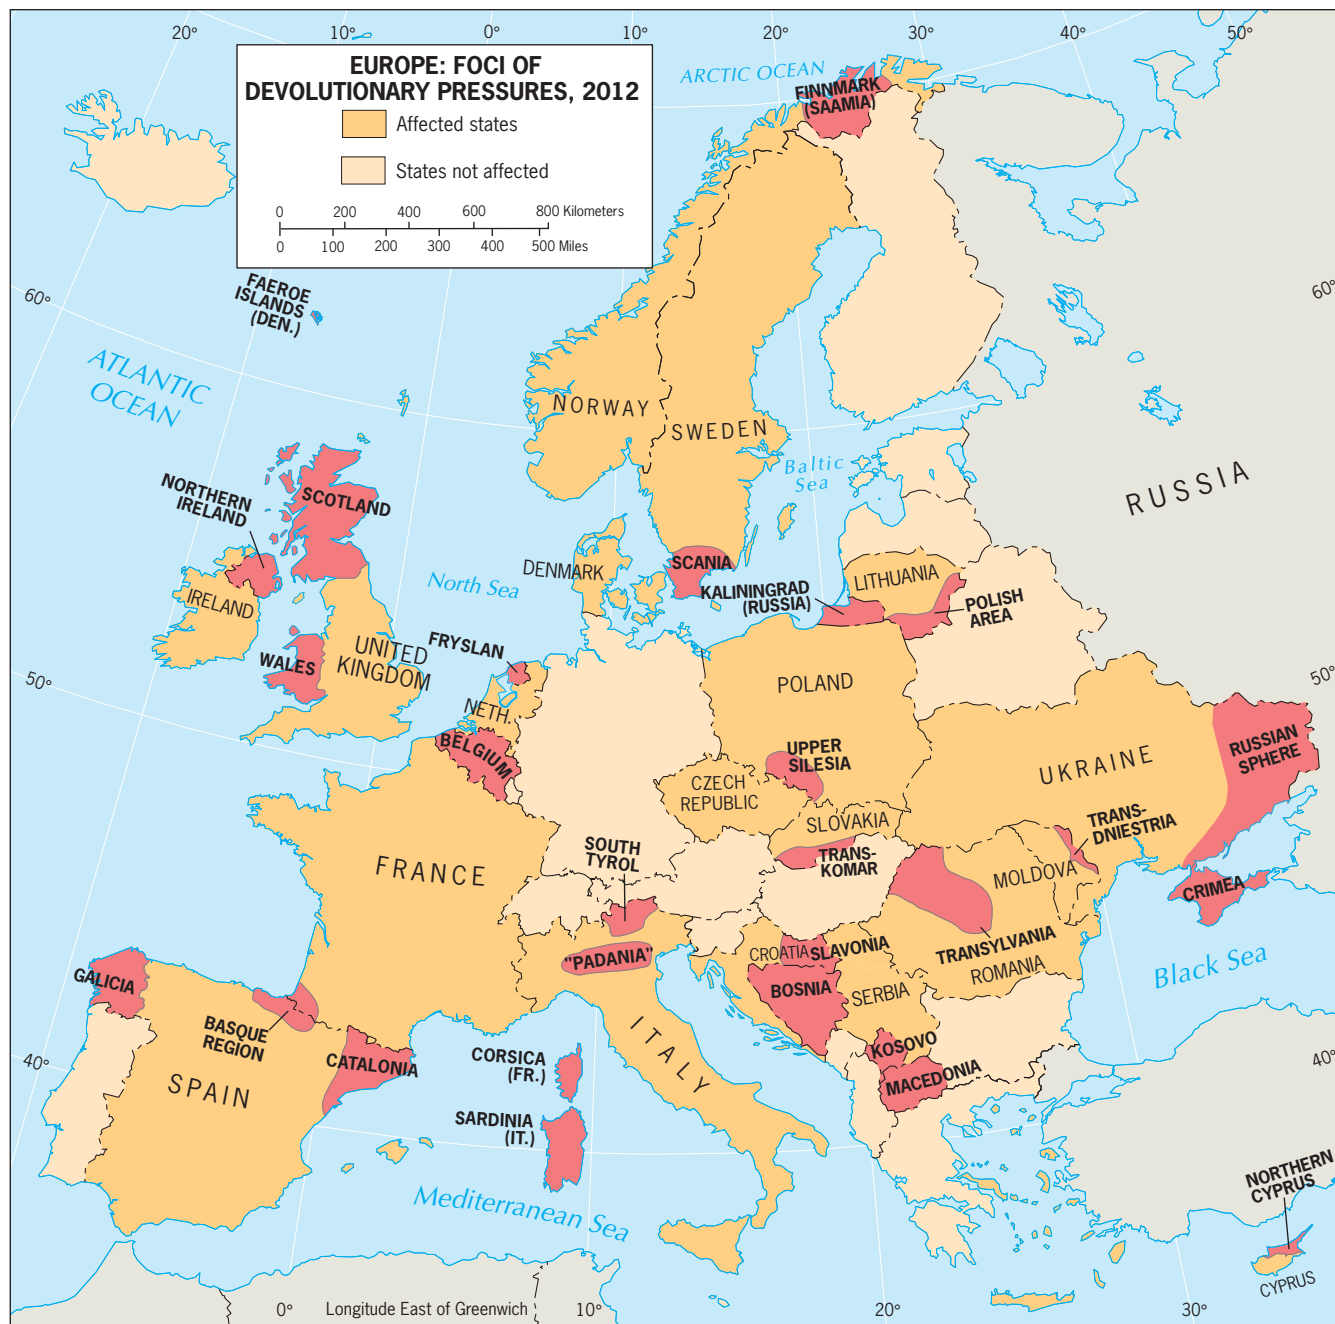 20°
10°
0°
10°
20°
30°
40°
50°
EUROPE: FOCI OF
DEVOLUTIONARY PRESSURES, 2012
Affected states
States not affected
0 200 400 600 800 Kilometers
0 100 200 300 400 500 Miles
ARCTIC OCEAN
FINNMARK
(SAAMIA)
FAEROE
ISLANDS
(DEN.)
60°
60°
ATLANTIC
OCEAN
NORWAY
SWEDEN
Baltic
Sea
RUSSIA
NORTHERN
IRELAND
SCOTLAND
IRELAND
North Sea
DENMARK
SCANIA
KALININGRAD
(RUSSIA)
LITHUANIA
POLISH
AREA
WALES
UNITED
KINGDOM
FRYSLAN
NETH.
BELGIUM
POLAND
50°
50°
UPPER
SILESIA
CZECH
REPUBLIC
SLOVAKIA
UKRAINE
RUSSIAN
SPHERE
TRANS-
DNIESTRIA
FRANCE
SOUTH
TYROL
TRANS-
KOMAR
MOLDOVA
CRIMEA
"PADANIA"
CROATIA
SLAVONIA
TRANSYLVANIA
ROMANIA
BOSNIA
SERBIA
Black Sea
GALICIA
BASQUE
REGION
CATALONIA
SPAIN
40°
40°
CORSICA
(FR.)
SARDINIA
(IT.)
ITALY
KOSOVO
MACEDONIA
Mediterranean Sea
NORTHERN
CYPRUS
CYPRUS
0°
Longitude East of Greenwich
10°
20°
30°